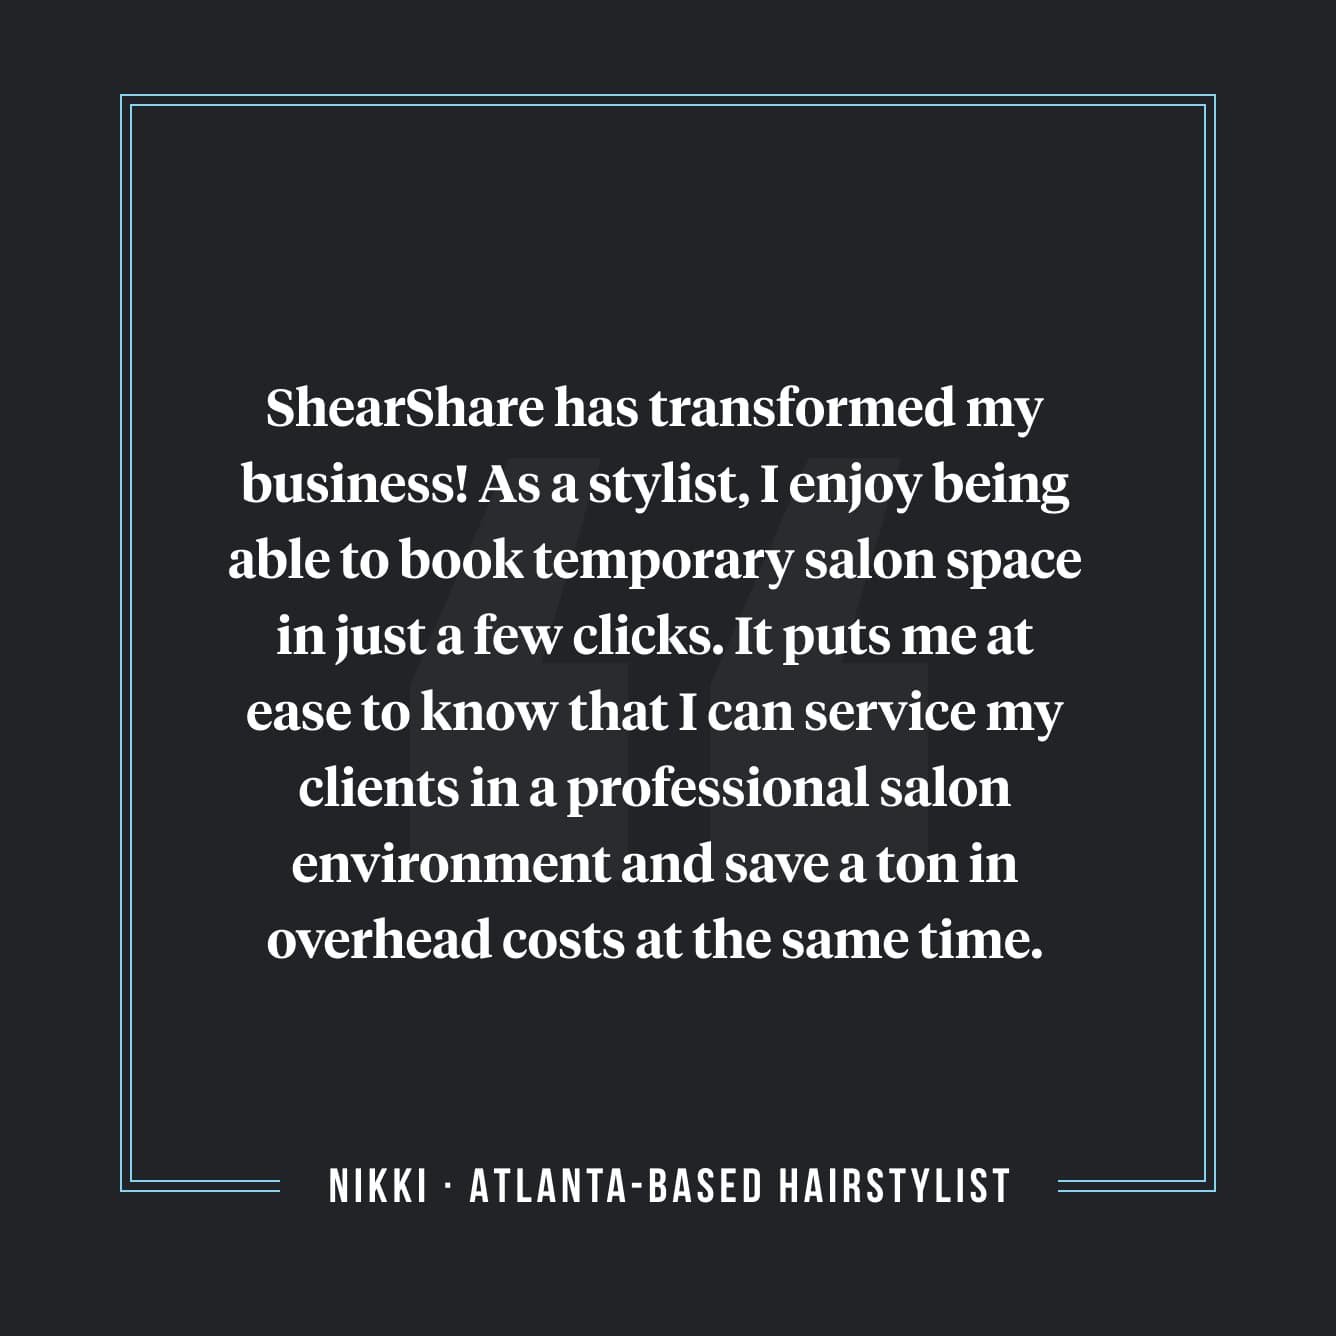 ShearShare has transformed my
business! As a stylist, I enjoy being
able to book temporary salon space
in just a few clicks. It puts me at
ease to know that I can service my
clients in a professional salon
environment and save a ton in
overhead costs at the same time.
NIKKI · ATLANTA-BASED HAIRSTYLIST